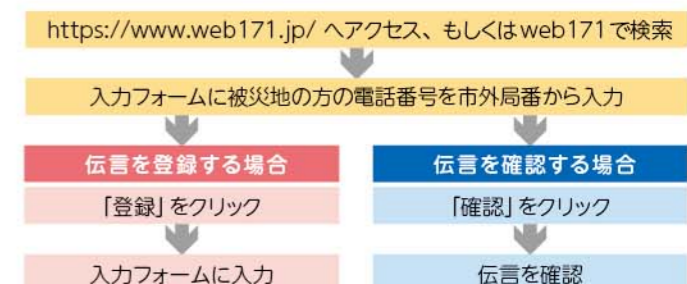 https://www.web171.jp/ へアクセス、もしくはweb171で検索
入力フォームに被災地の方の電話番号を市外局番から入力
伝言を登録する場合
「登録」をクリック
入力フォームに入力
伝言を確認する場合
「確認」をクリック
伝言を確認